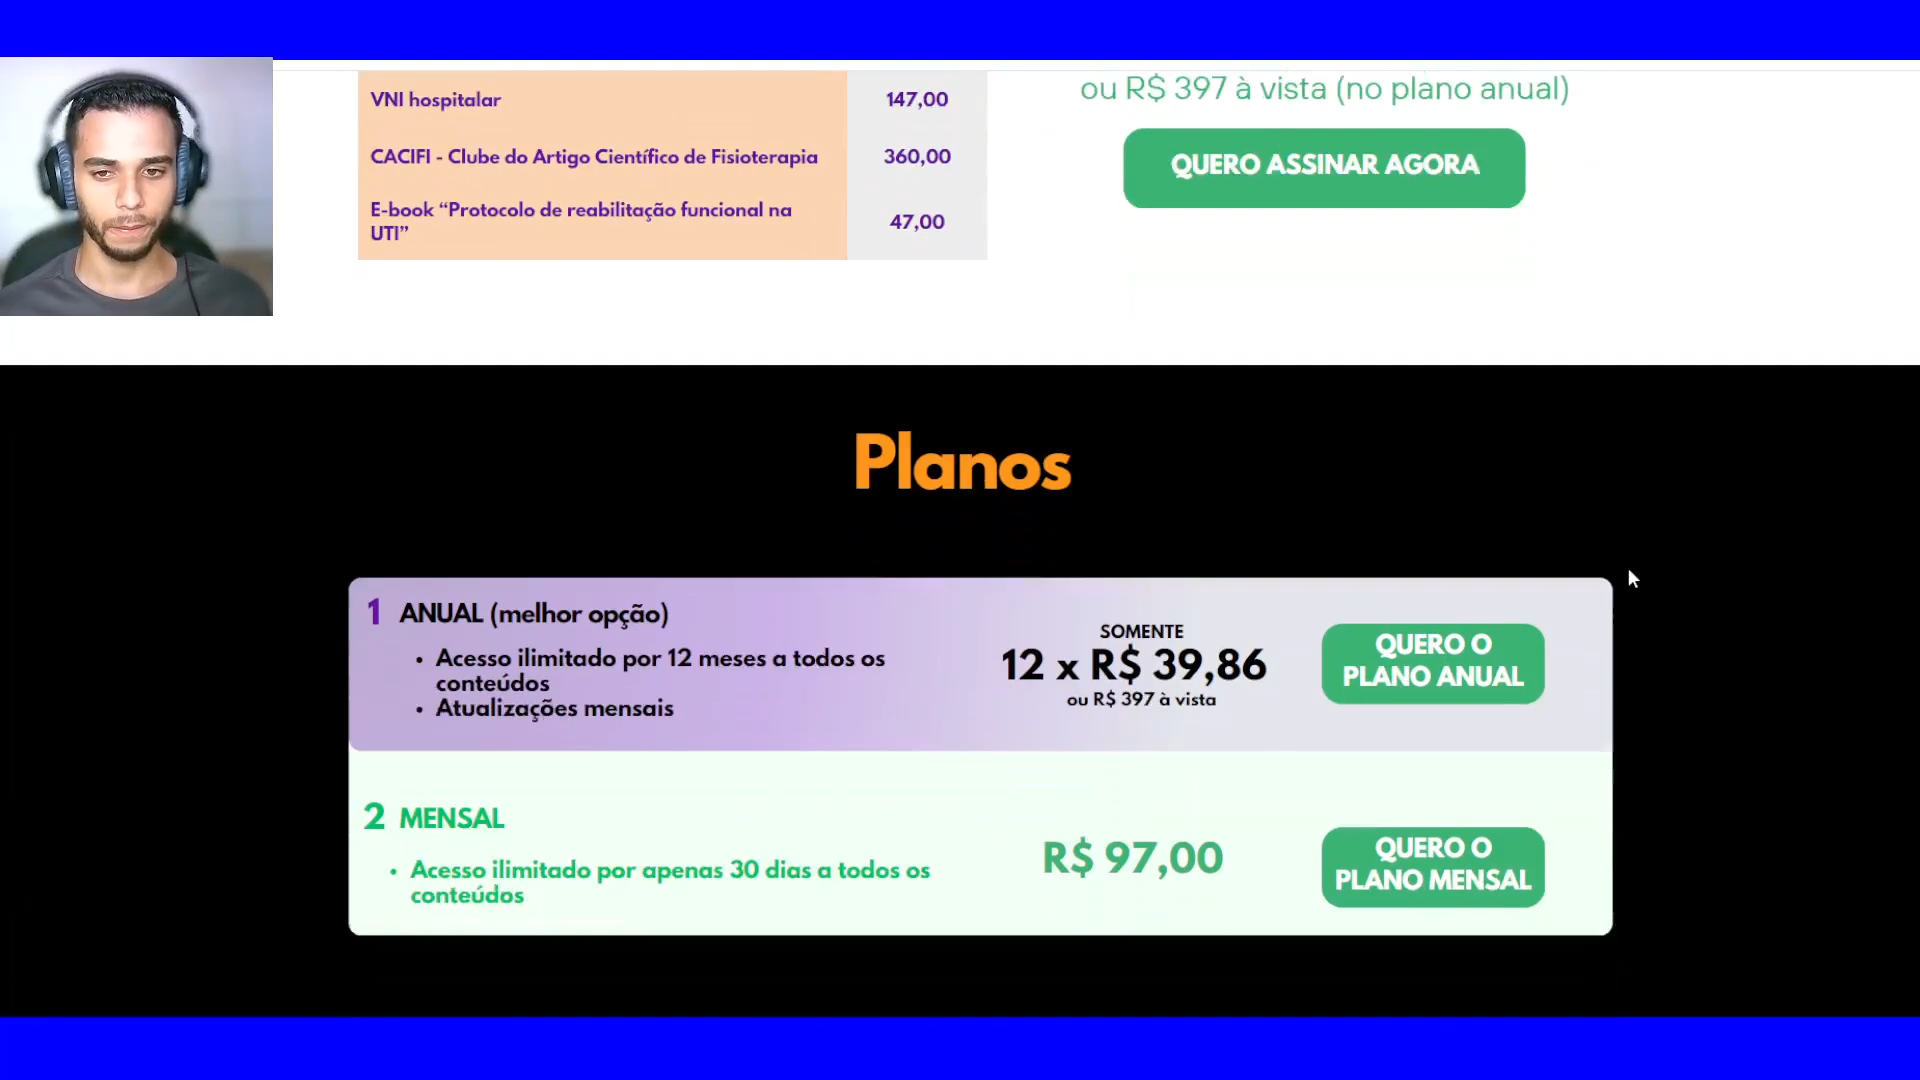 VNI hospitalar 147,00
CACIFI - Clube do Artigo Científico de Fisioterapia 360,00
E-book “Protocolo de reabilitação funcional na
UTI” 47,00
ou R$ 397 à vista (no plano anual)
QUERO ASSINAR AGORA
Planos
1 ANUAL (melhor opção)
• Acesso ilimitado por 12 meses a todos os
conteúdos
• Atualizações mensais
SOMENTE
12 x R$ 39,86
ou R$ 397 à vista
QUERO O
PLANO ANUAL
2 MENSAL
• Acesso ilimitado por apenas 30 dias a todos os
conteúdos
R$ 97,00
QUERO O
PLANO MENSAL